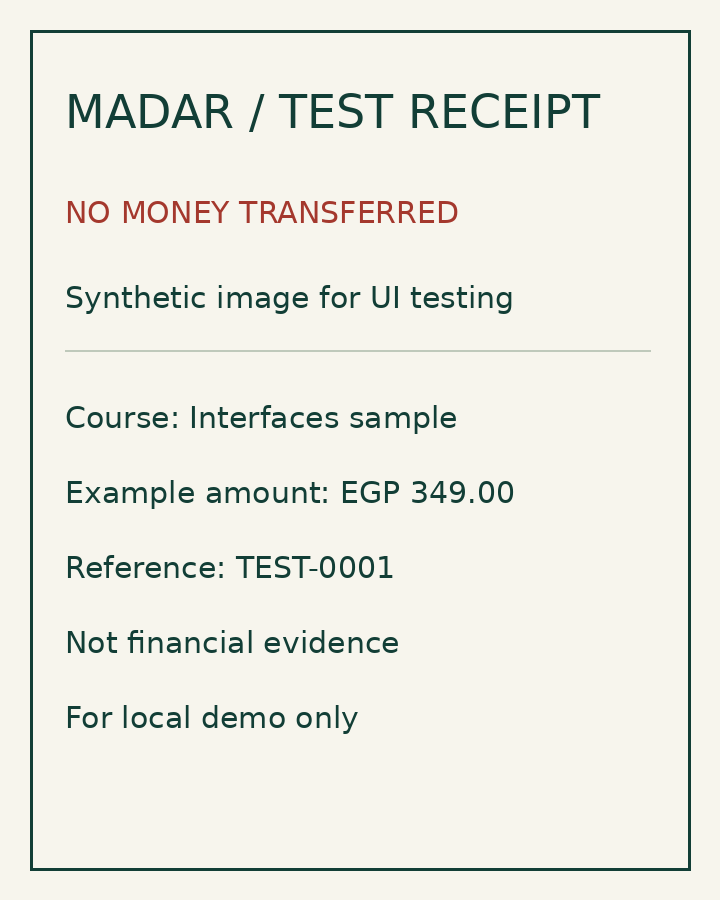 MADAR / TEST RECEIPT
NO MONEY TRANSFERRED
Synthetic image for UI testing
Course: Interfaces sample
Example amount: EGP 349.00
Reference: TEST-0001
Not financial evidence
For local demo only